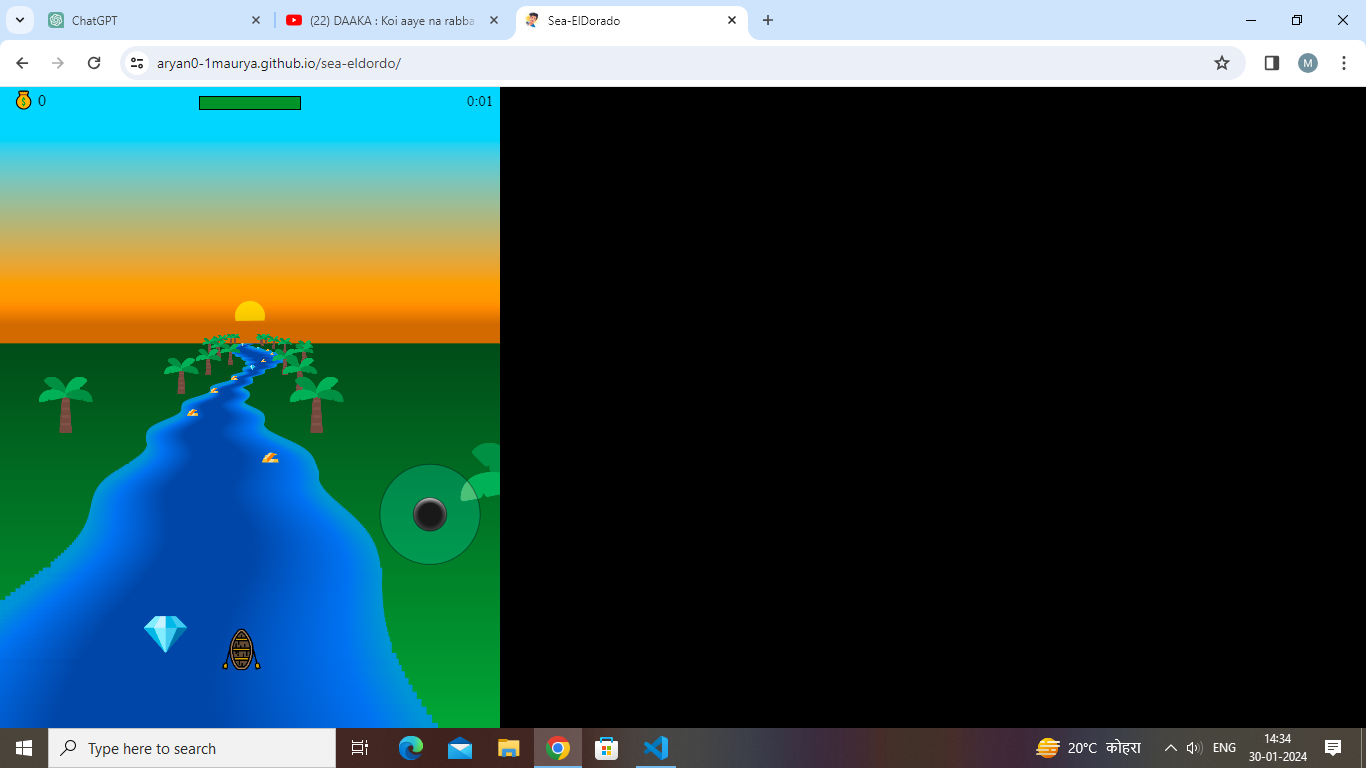 ChatGPT
(22) DAAKA : Koi aaye na rabba
Sea-ElDorado
aryan0-1maurya.github.io/sea-eldordo/
M
0
0:01
Type here to search
20°C कोहरा
ENG
14:34
30-01-2024